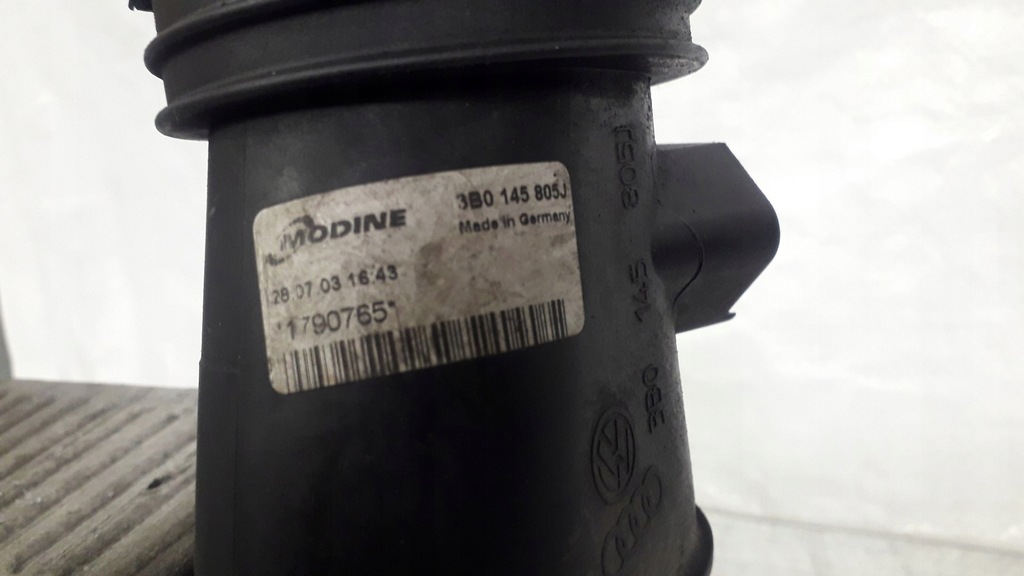 MODINE
3B0 145 805J
Made in Germany
28.07.03 16:43
*1790765*
3B0 145 805J